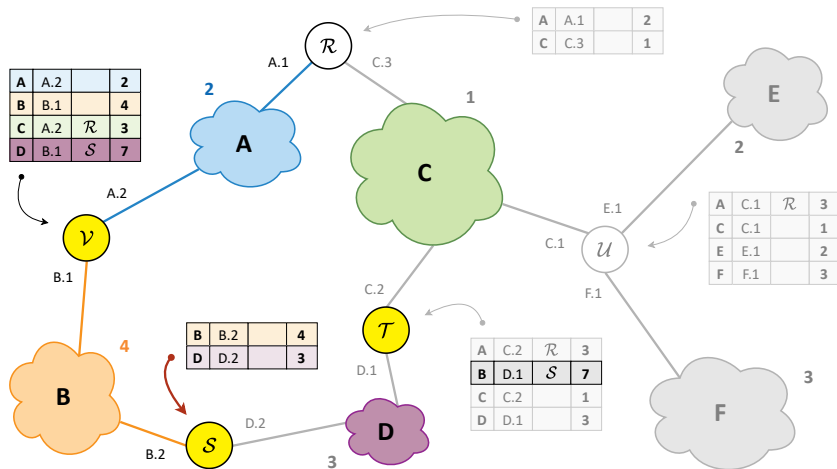 A A.1 2
C C.3 1
ℛ
A.1
C.3
A A.2 2
B B.1 4
C A.2 ℛ 3
D B.1 𝒮 7
2
1
E
A
C
2
A.2
E.1
A C.1 ℛ 3
C C.1 1
E E.1 2
F F.1 3
𝒱
C.1
𝒰
B.1
C.2
F.1
B B.2 4
D D.2 3
4
𝒯
A C.2 ℛ 3
B D.1 𝒮 7
C C.2 1
D D.1 3
D.1
3
B
F
D.2
D
𝒮
B.2
3